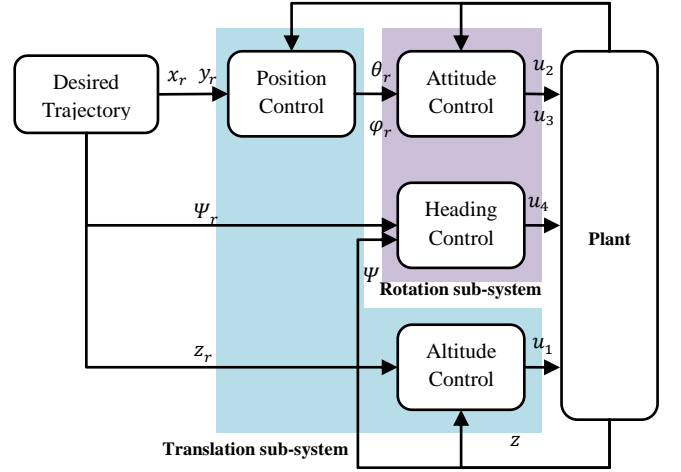 Desired
Trajectory
x_r y_r
Position
Control
θ_r
φ_r
Attitude
Control
u_2
u_3
Ψ_r
Heading
Control
u_4
Plant
Ψ
Rotation sub-system
z_r
Altitude
Control
u_1
Translation sub-system
z